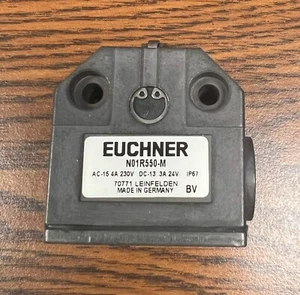 EUCHNER
N01R550-M
AC-15 4A 230V DC-13 3A 24V IP67
70771 LEINFELDEN
MADE IN GERMANY BV